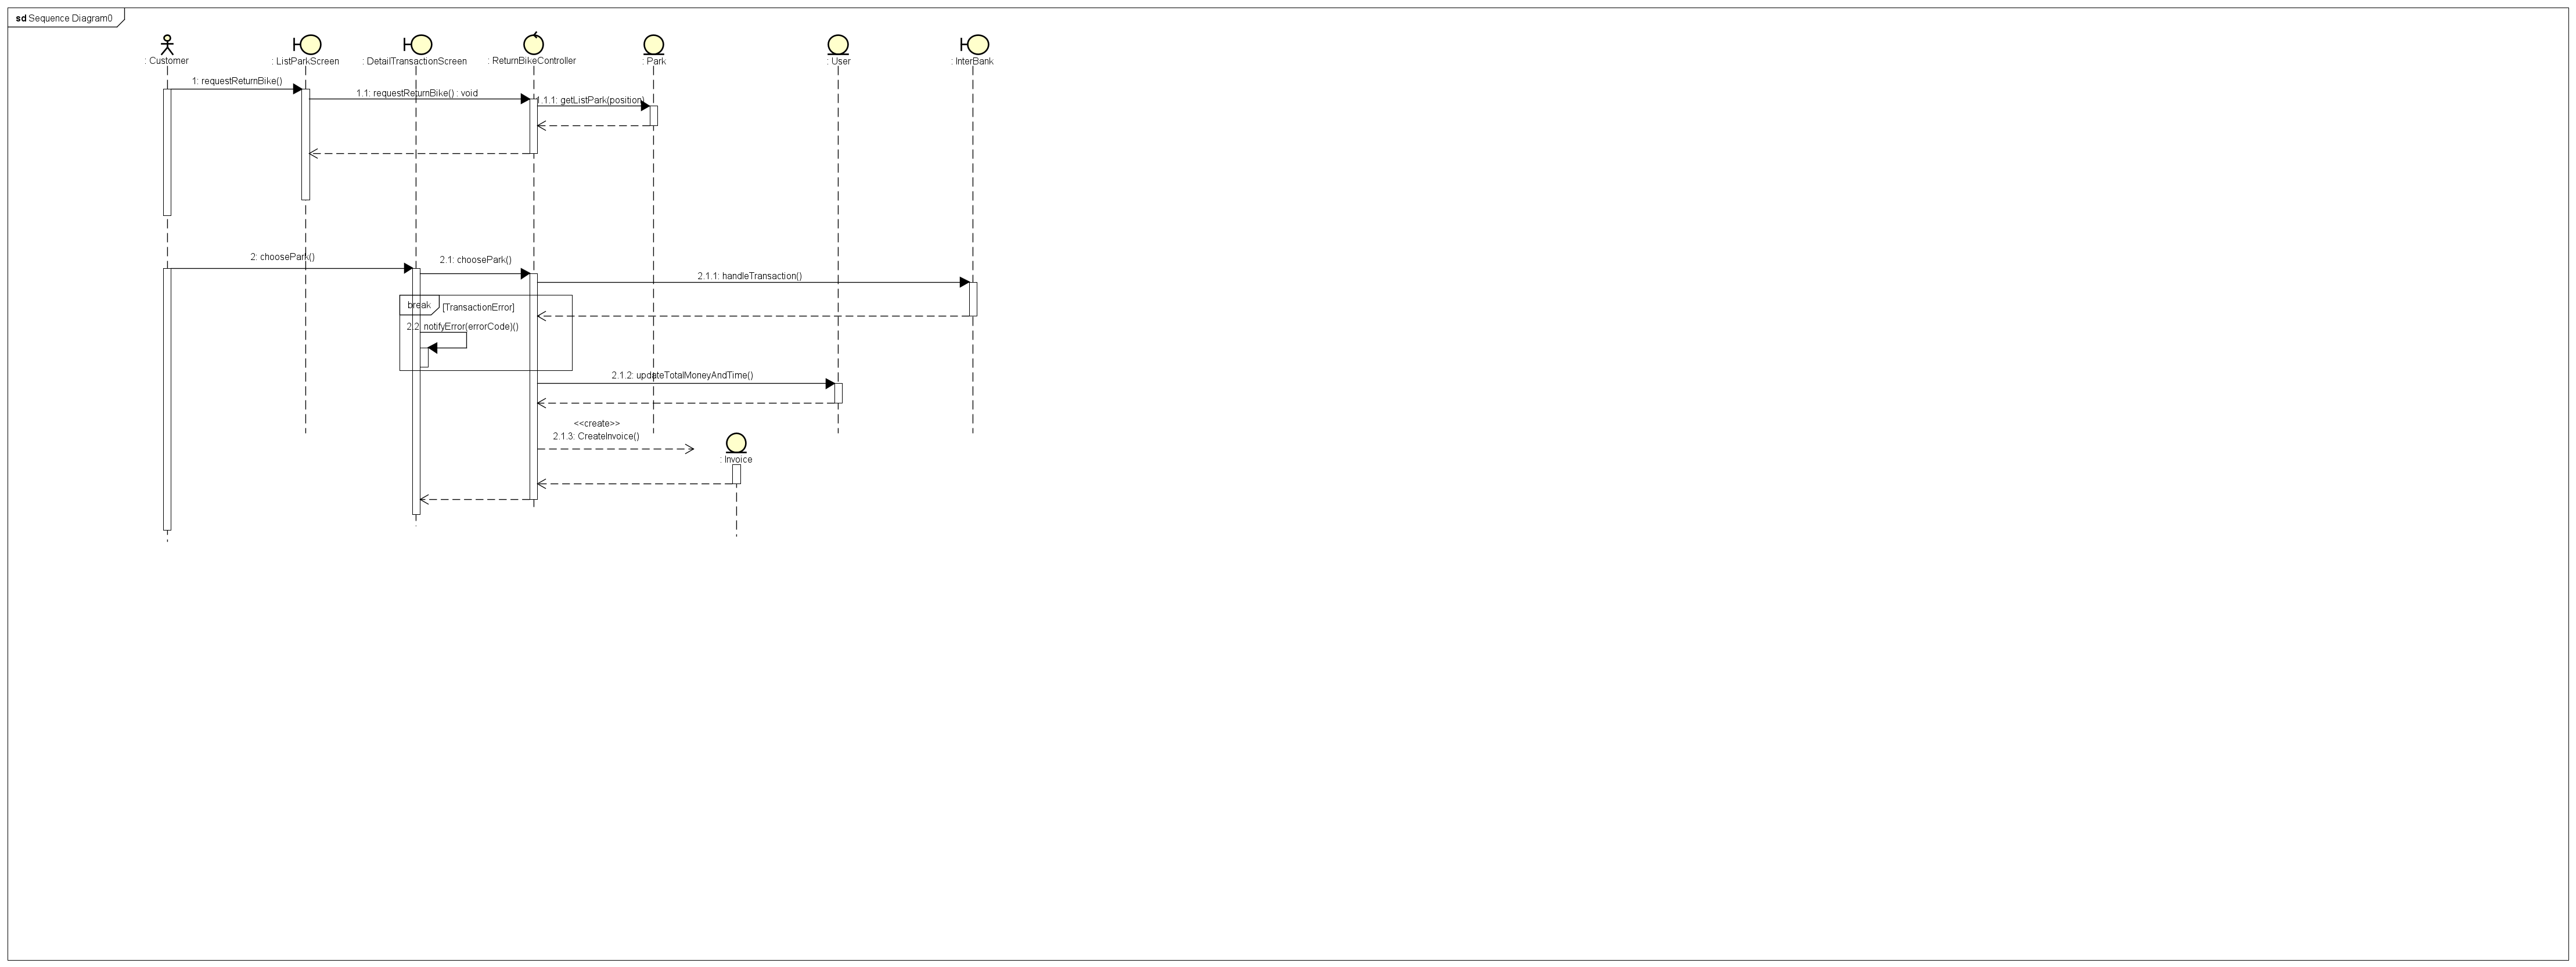 sd Sequence Diagram0
: Customer
: ListParkScreen
: DetailTransactionScreen
: ReturnBikeController
: Park
: User
: InterBank
1: requestReturnBike()
1.1: requestReturnBike() : void
1.1.1: getListPark(position)
2: choosePark()
2.1: choosePark()
2.1.1: handleTransaction()
break
[TransactionError]
2.2: notifyError(errorCode)()
2.1.2: updateTotalMoneyAndTime()
<<create>>
2.1.3: CreateInvoice()
: Invoice